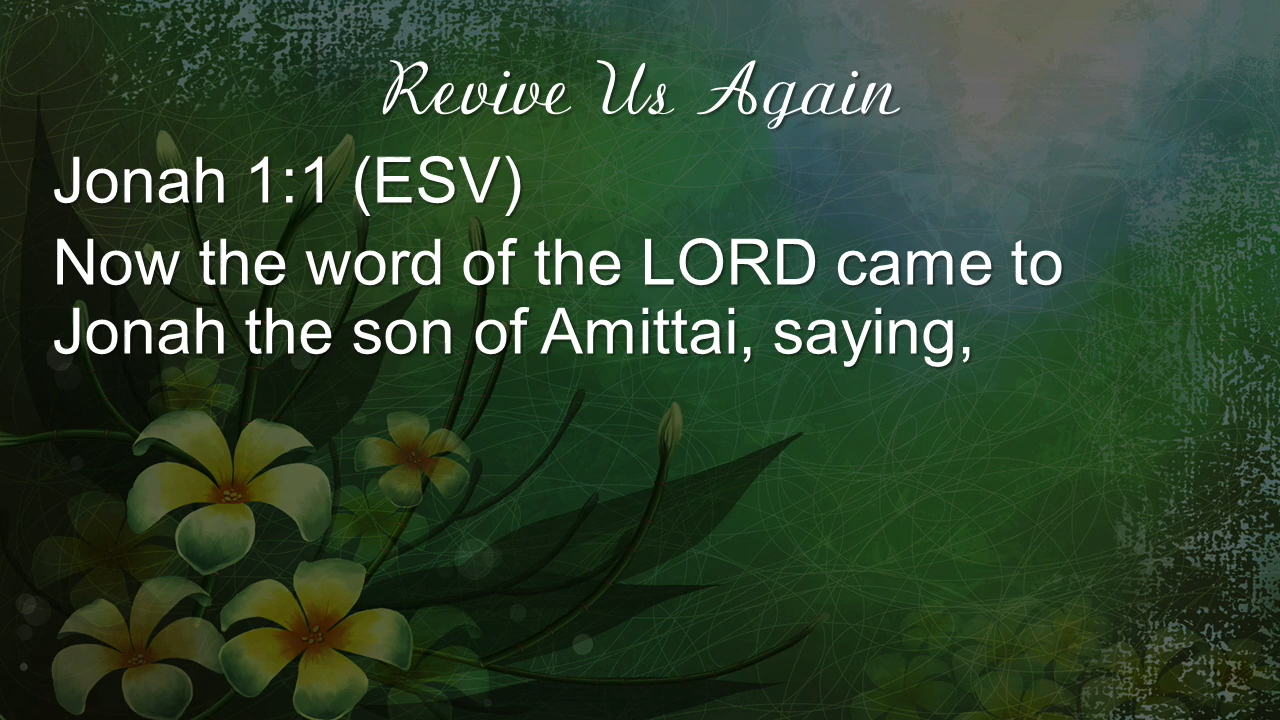 Revive Us Again
Jonah 1:1 (ESV)
Now the word of the LORD came to
Jonah the son of Amittai, saying,